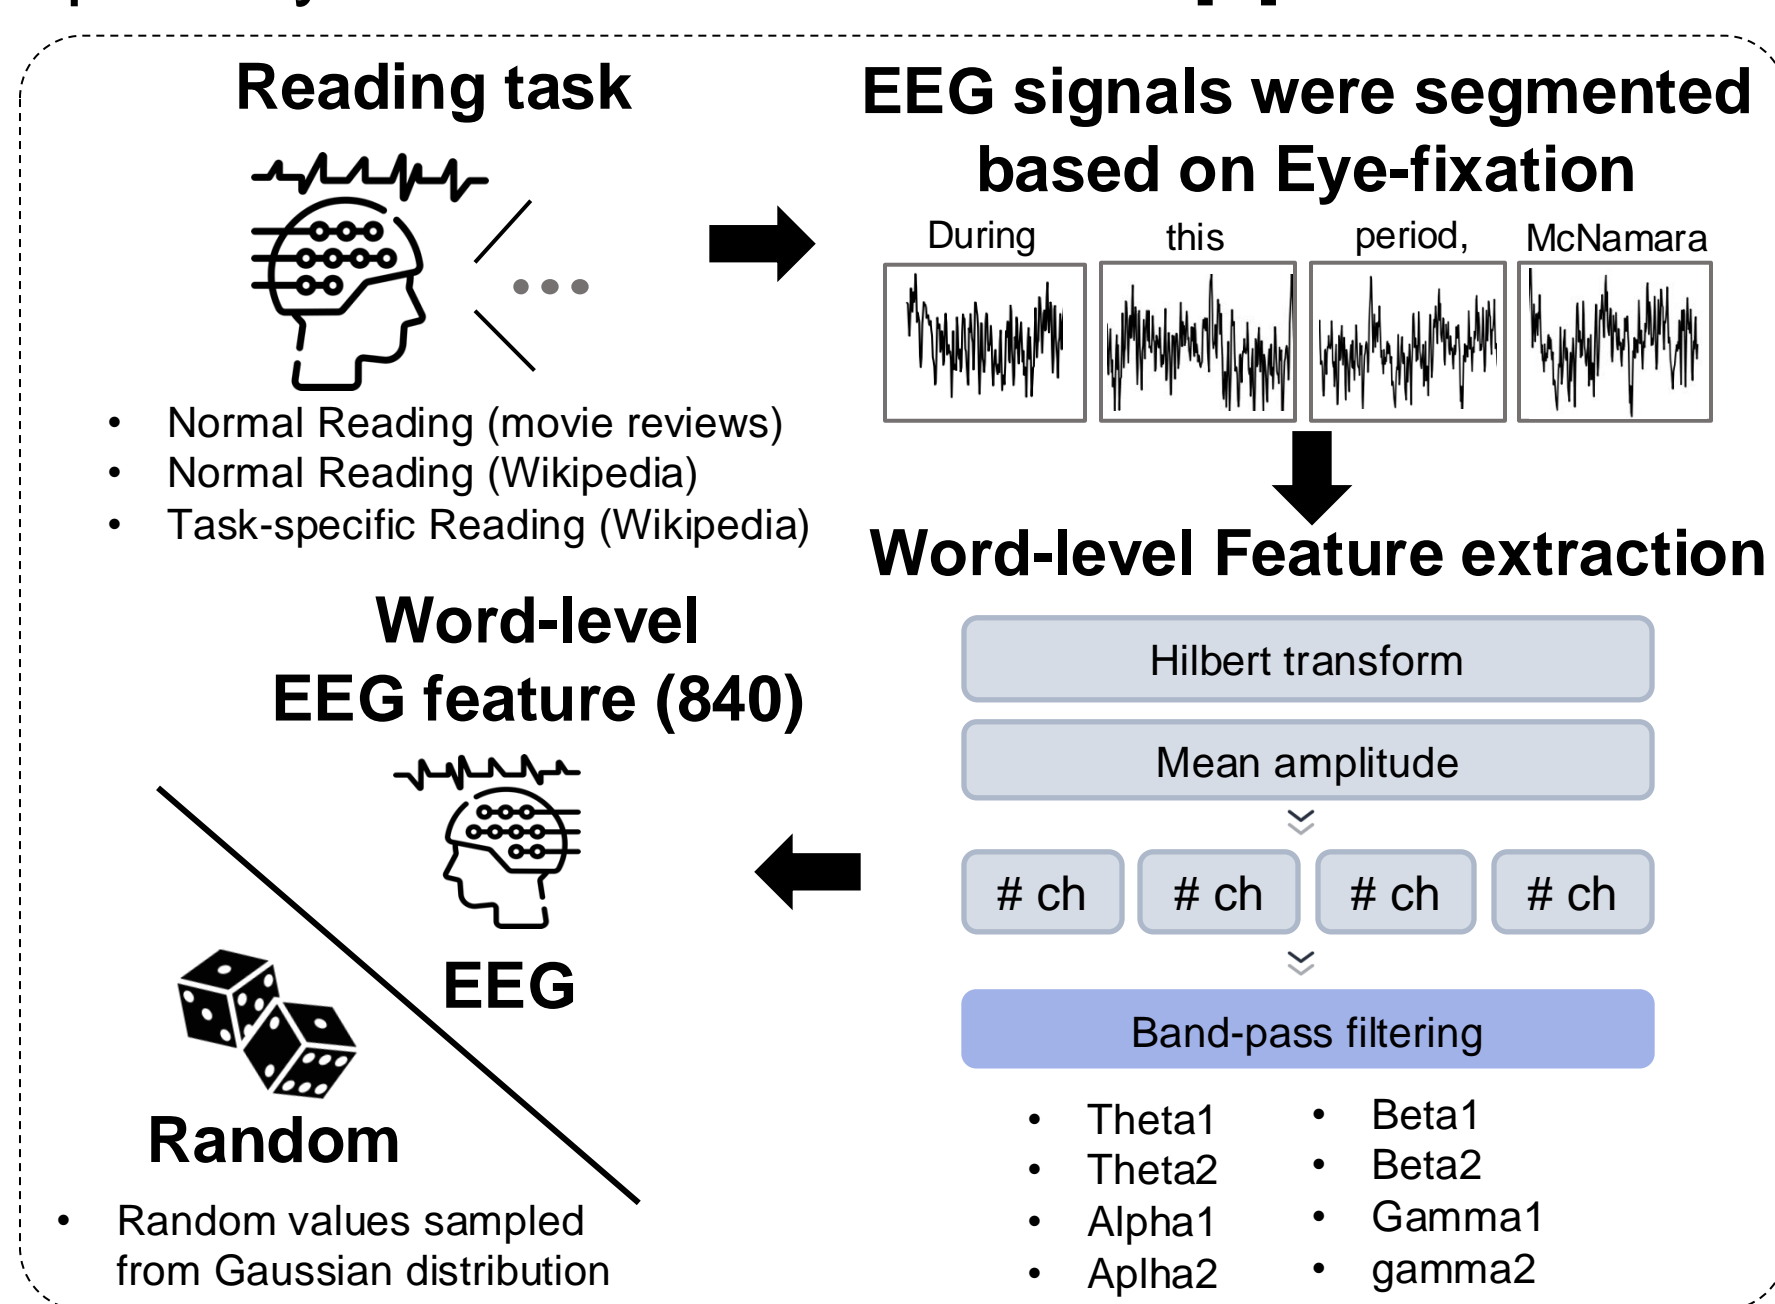 Reading task
Normal Reading (movie reviews)
Normal Reading (Wikipedia)
Task-specific Reading (Wikipedia)
EEG signals were segmented
based on Eye-fixation
During this period, McNamara
Word-level Feature extraction
Hilbert transform
Mean amplitude
# ch # ch # ch # ch
Band-pass filtering
Theta1
Theta2
Alpha1
Aplha2
Beta1
Beta2
Gamma1
gamma2
Word-level
EEG feature (840)
EEG
Random
Random values sampled
from Gaussian distribution